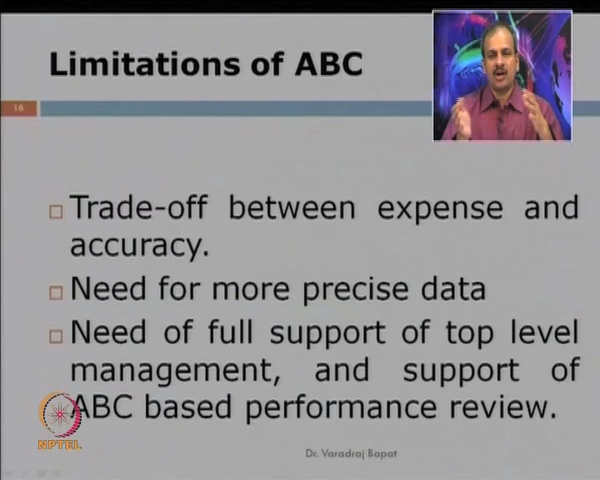 Limitations of ABC
16
Trade-off between expense and
accuracy.
Need for more precise data
Need of full support of top level
management, and support of
ABC based performance review.
NPTEL
Dr. Varadraj Bapat